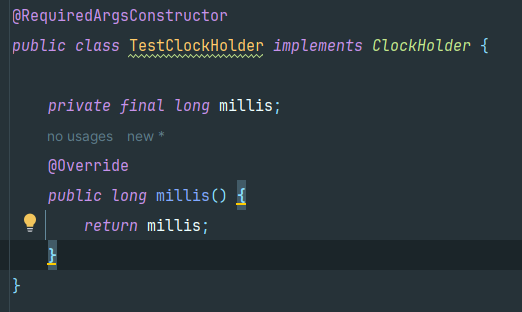 @RequiredArgsConstructor
public class TestClockHolder implements ClockHolder {
private final long millis;
no usages new *
@Override
public long millis() {
return millis;
}
}